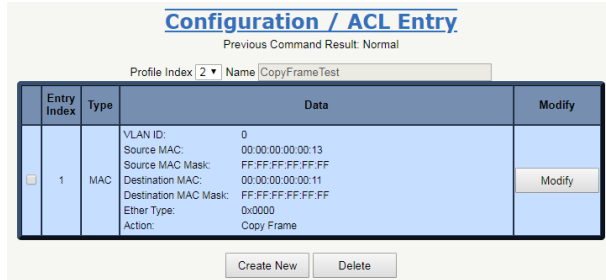 Configuration / ACL Entry
Previous Command Result: Normal
Profile Index 2 Name CopyFrameTest
Entry Index Type Data Modify
VLAN ID: 0
Source MAC: 00:00:00:00:00:13
Source MAC Mask: FF:FF:FF:FF:FF:FF
1 MAC Destination MAC: 00:00:00:00:00:11 Modify
Destination MAC Mask: FF:FF:FF:FF:FF:FF
Ether Type: 0x0000
Action: Copy Frame
Create New Delete